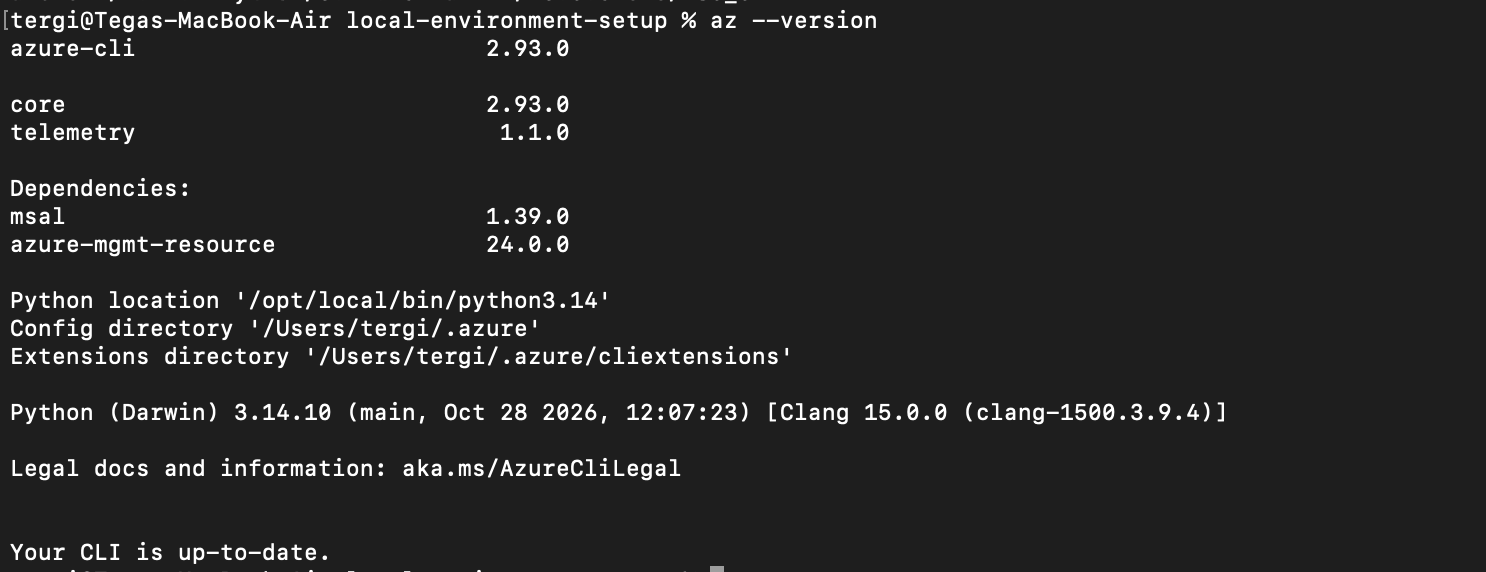 [tergi@Tegas-MacBook-Air local-environment-setup % az --version
azure-cli                         2.93.0
core                              2.93.0
telemetry                          1.1.0
Dependencies:
msal                              1.39.0
azure-mgmt-resource               24.0.0
Python location '/opt/local/bin/python3.14'
Config directory '/Users/tergi/.azure'
Extensions directory '/Users/tergi/.azure/cliextensions'
Python (Darwin) 3.14.10 (main, Oct 28 2026, 12:07:23) [Clang 15.0.0 (clang-1500.3.9.4)]
Legal docs and information: aka.ms/AzureCliLegal
Your CLI is up-to-date.